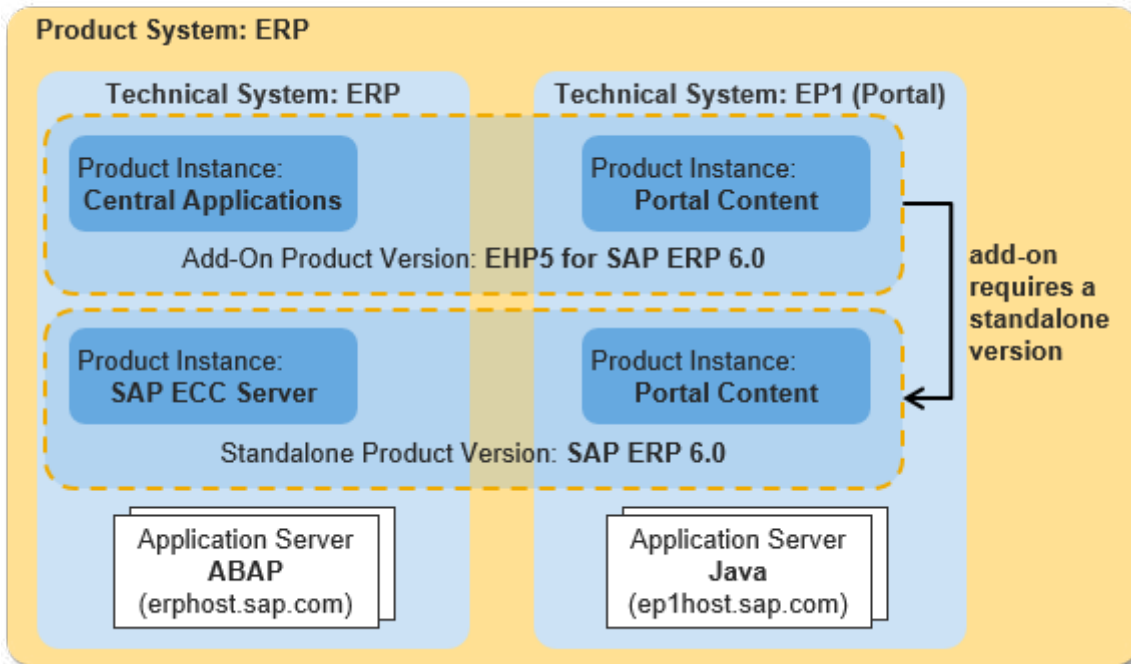 Product System: ERP
Technical System: ERP
Technical System: EP1 (Portal)
Product Instance:
Central Applications
Product Instance:
Portal Content
Add-On Product Version: EHP5 for SAP ERP 6.0
add-on
requires a
standalone
version
Product Instance:
SAP ECC Server
Product Instance:
Portal Content
Standalone Product Version: SAP ERP 6.0
Application Server
ABAP
(erphost.sap.com)
Application Server
Java
(ep1host.sap.com)